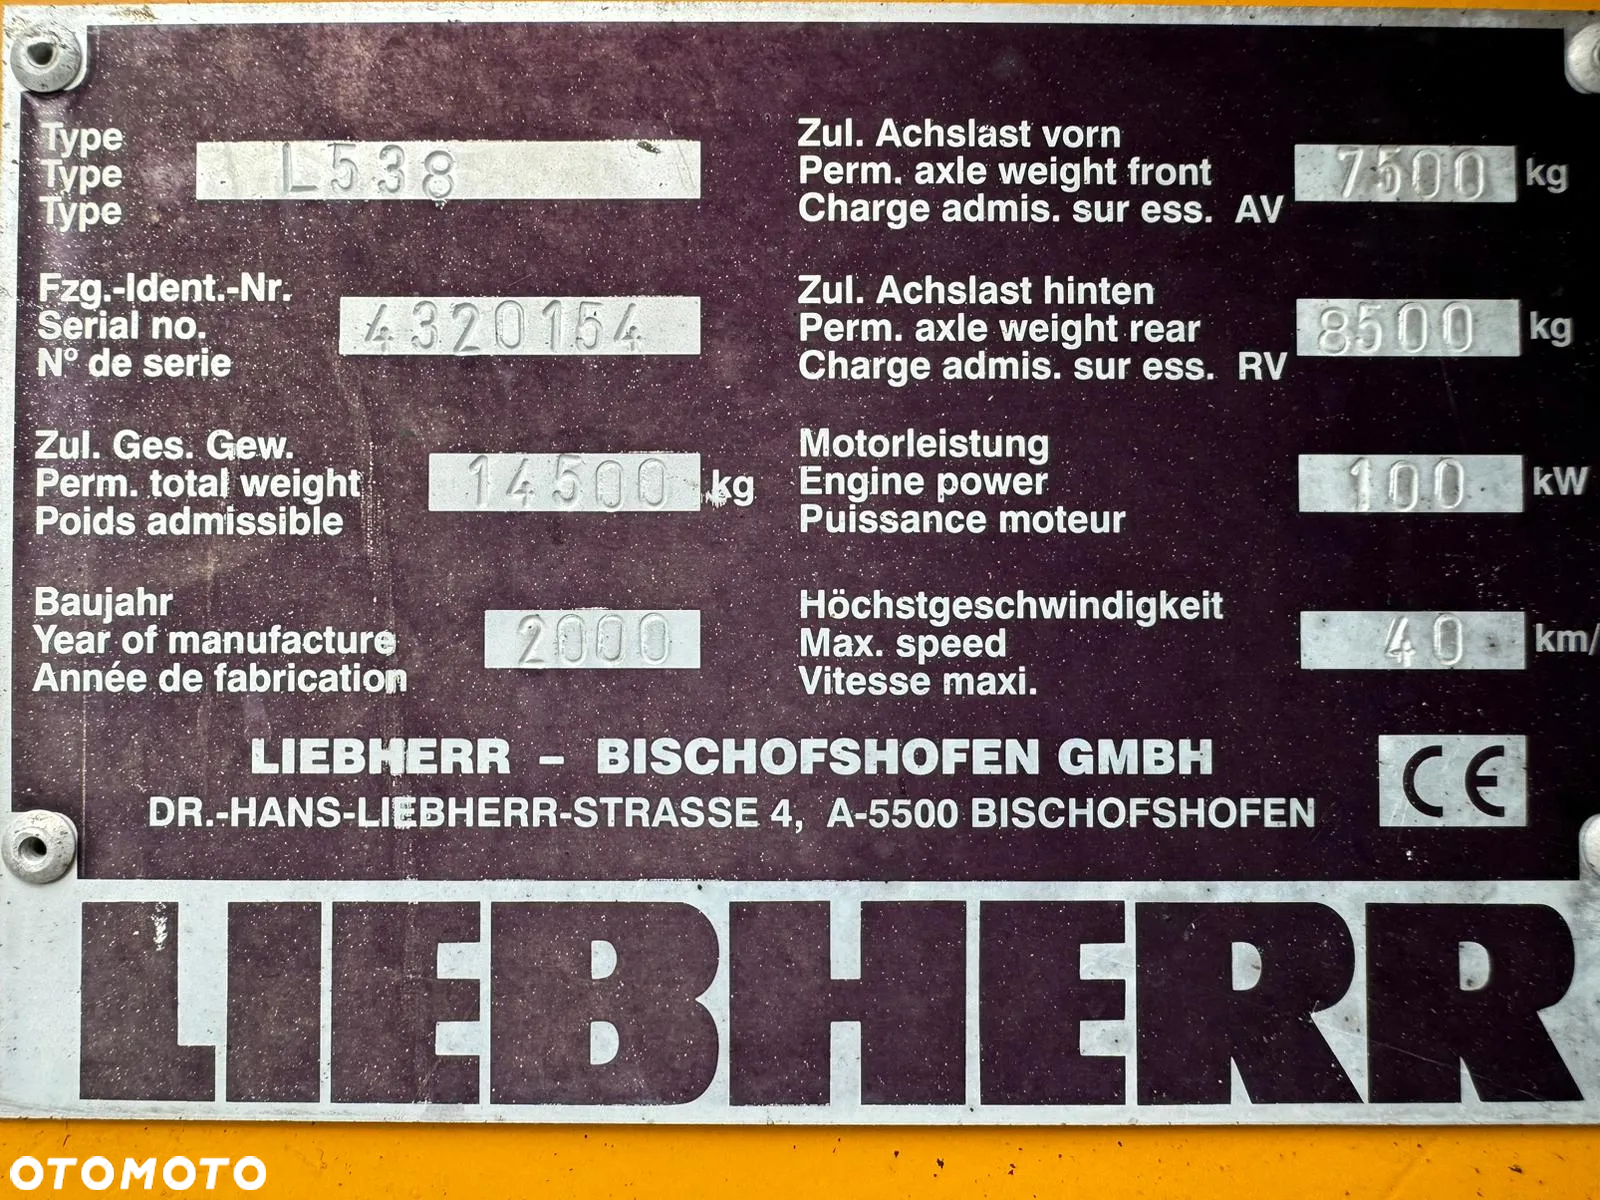 Type
Type L538
Type
Fzg.-Ident.-Nr.
Serial no. 4320154
N° de serie
Zul. Ges. Gew.
Perm. total weight 14500 kg
Poids admissible
Baujahr
Year of manufacture 2000
Année de fabrication
Zul. Achslast vorn
Perm. axle weight front 7500 kg
Charge admis. sur ess. AV
Zul. Achslast hinten
Perm. axle weight rear 8500 kg
Charge admis. sur ess. RV
Motorleistung
Engine power 100 kW
Puissance moteur
Höchstgeschwindigkeit
Max. speed 40 km/
Vitesse maxi.
LIEBHERR - BISCHOFSHOFEN GMBH
DR.-HANS-LIEBHERR-STRASSE 4, A-5500 BISCHOFSHOFEN
CE
LIEBHERR
OTOMOTO